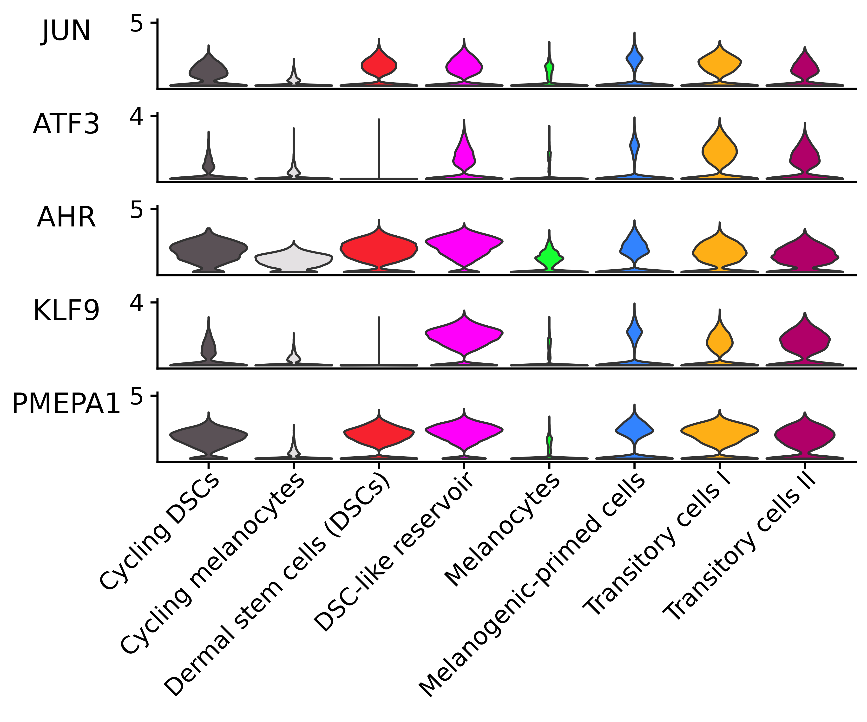 JUN
5
ATF3
4
AHR
5
KLF9
4
PMEPA1
5
Cycling DSCs
Cycling melanocytes
Dermal stem cells (DSCs)
DSC-like reservoir
Melanocytes
Melanogenic-primed cells
Transitory cells I
Transitory cells II